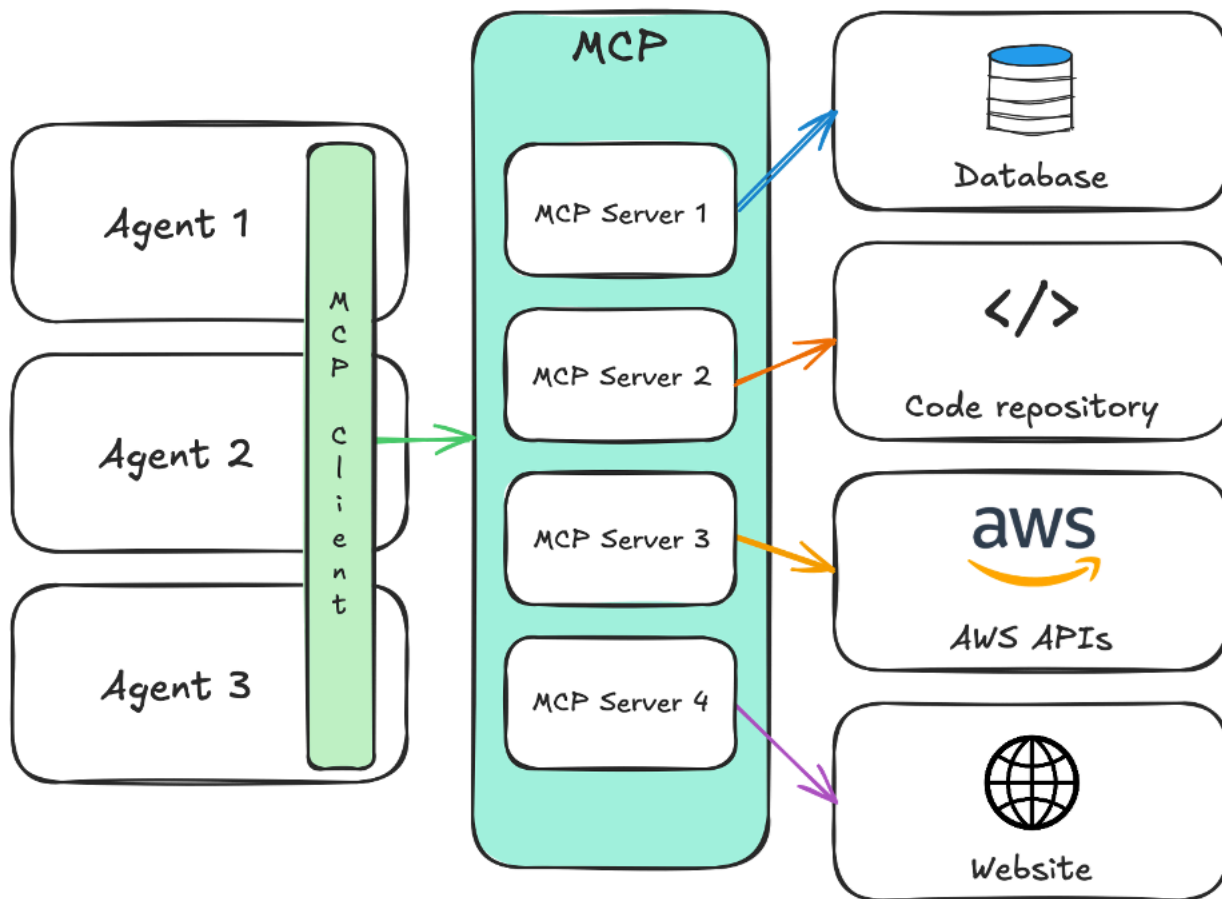 MCP
Agent 1
Agent 2
Agent 3
MCP Client
MCP Server 1
MCP Server 2
MCP Server 3
MCP Server 4
Database
</>
Code repository
aws
AWS APIs
Website